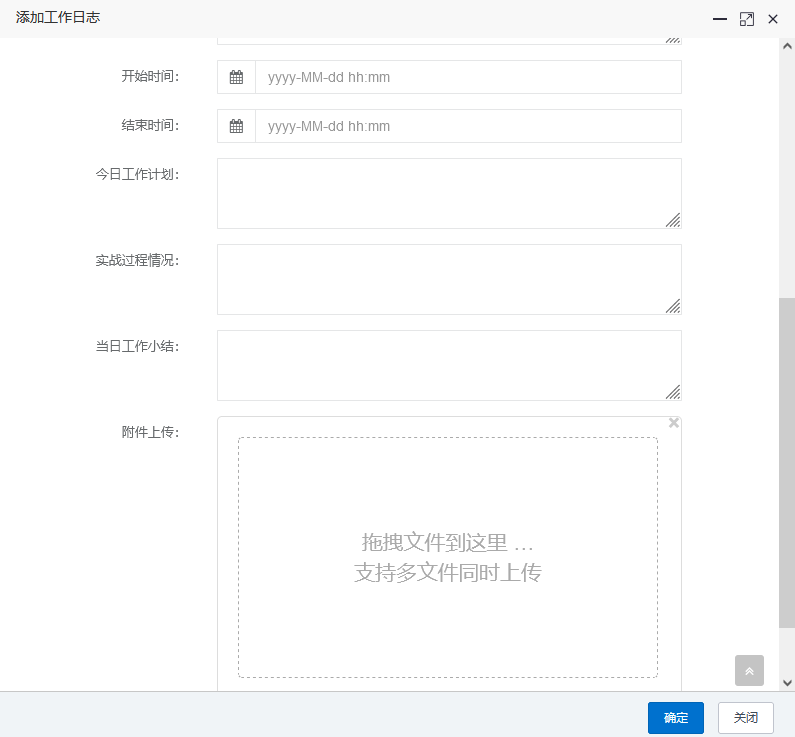 添加工作日志
开始时间：
yyyy-MM-dd hh:mm
结束时间：
yyyy-MM-dd hh:mm
今日工作计划：
实战过程情况：
当日工作小结：
附件上传：
拖拽文件到这里 …
支持多文件同时上传
确定
关闭